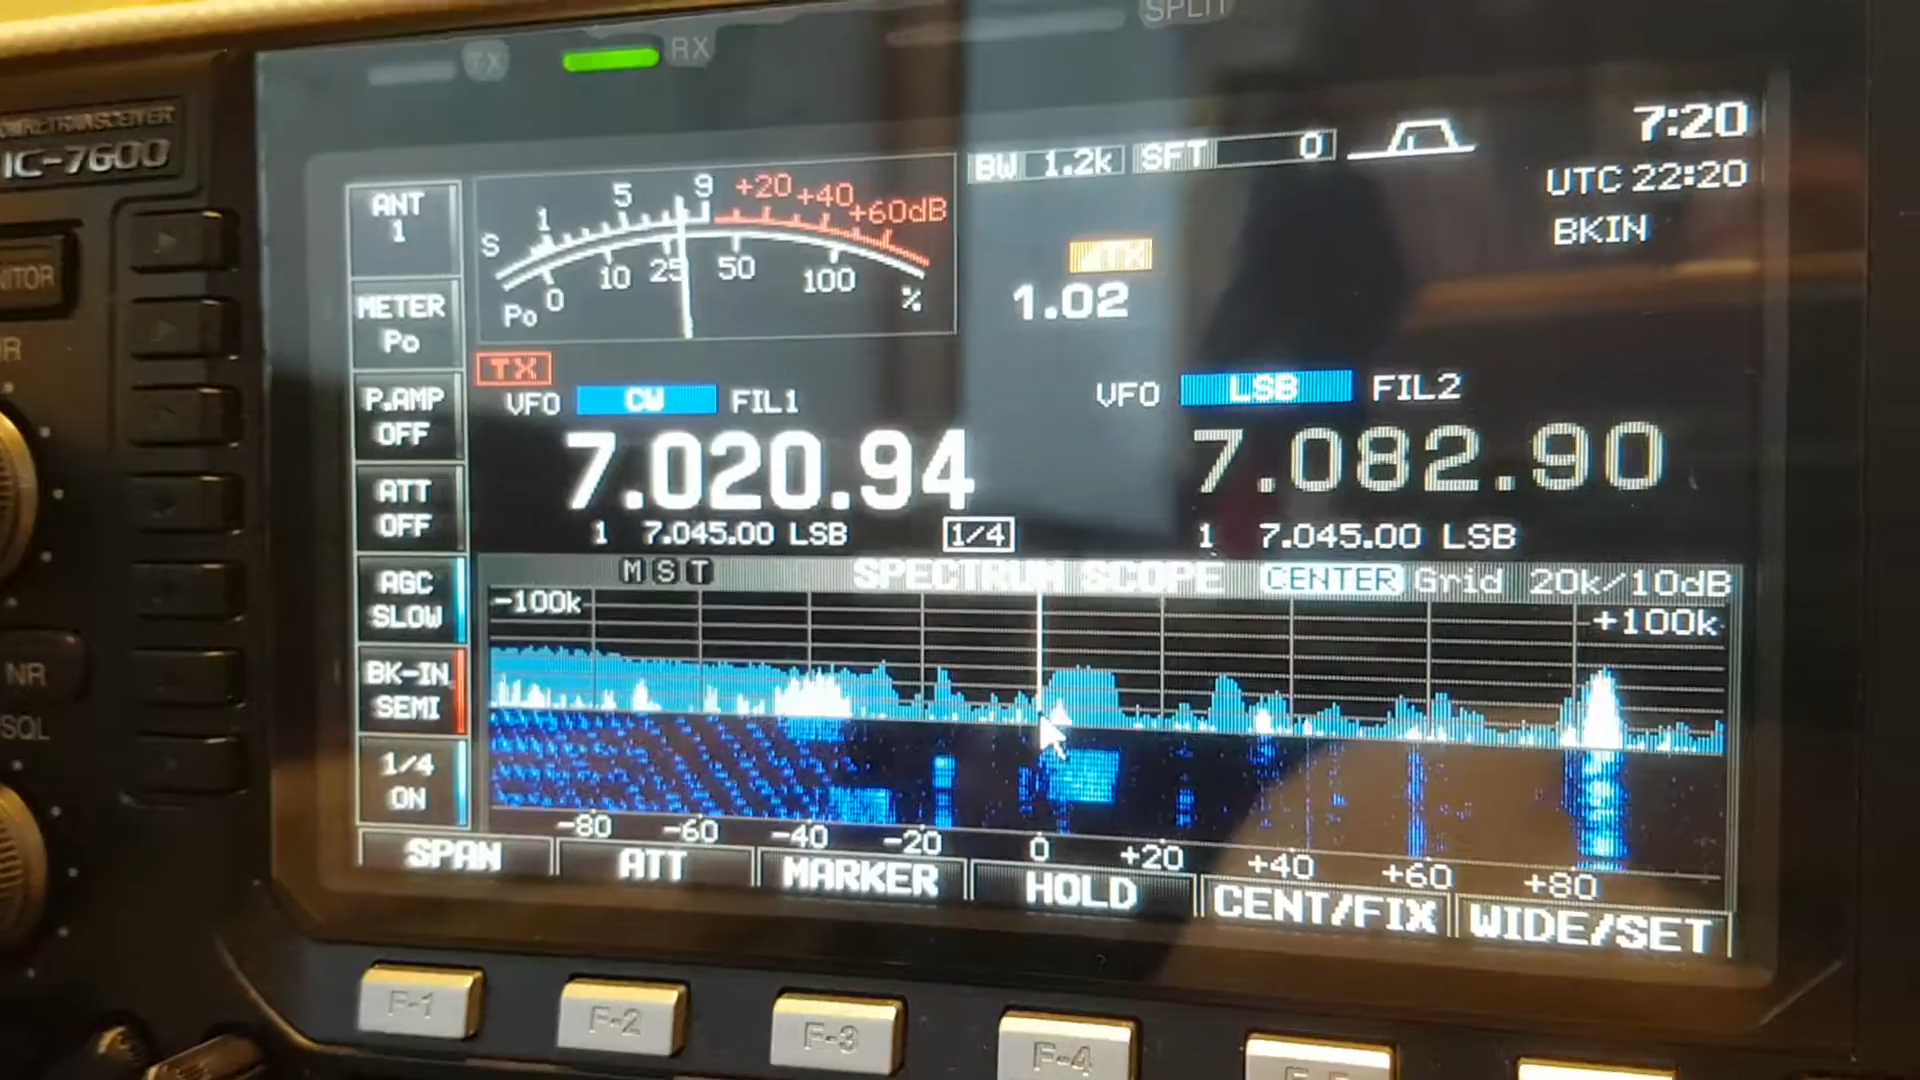 SPLIT
TX RX
IC-7600
7:20
BW 1.2k SFT 0
UTC 22:20
BKIN
ANT
1
S 1 5 9 +20 +40 +60dB
Po 0 10 25 50 100 %
METER
Po
1.02
TX
VFO CW FIL1
VFO LSB FIL2
P.AMP
OFF
7.020.94
7.082.90
ATT
OFF
1 7.045.00 LSB 1/4
1 7.045.00 LSB
M S T SPECTRUM SCOPE CENTER Grid 20k/10dB
-100k +100k
AGC
SLOW
BK-IN
SEMI
1/4
ON
-80 -60 -40 -20 0 +20 +40 +60 +80
SPAN ATT MARKER HOLD CENT/FIX WIDE/SET
NR
SQL
F-1 F-2 F-3 F-4